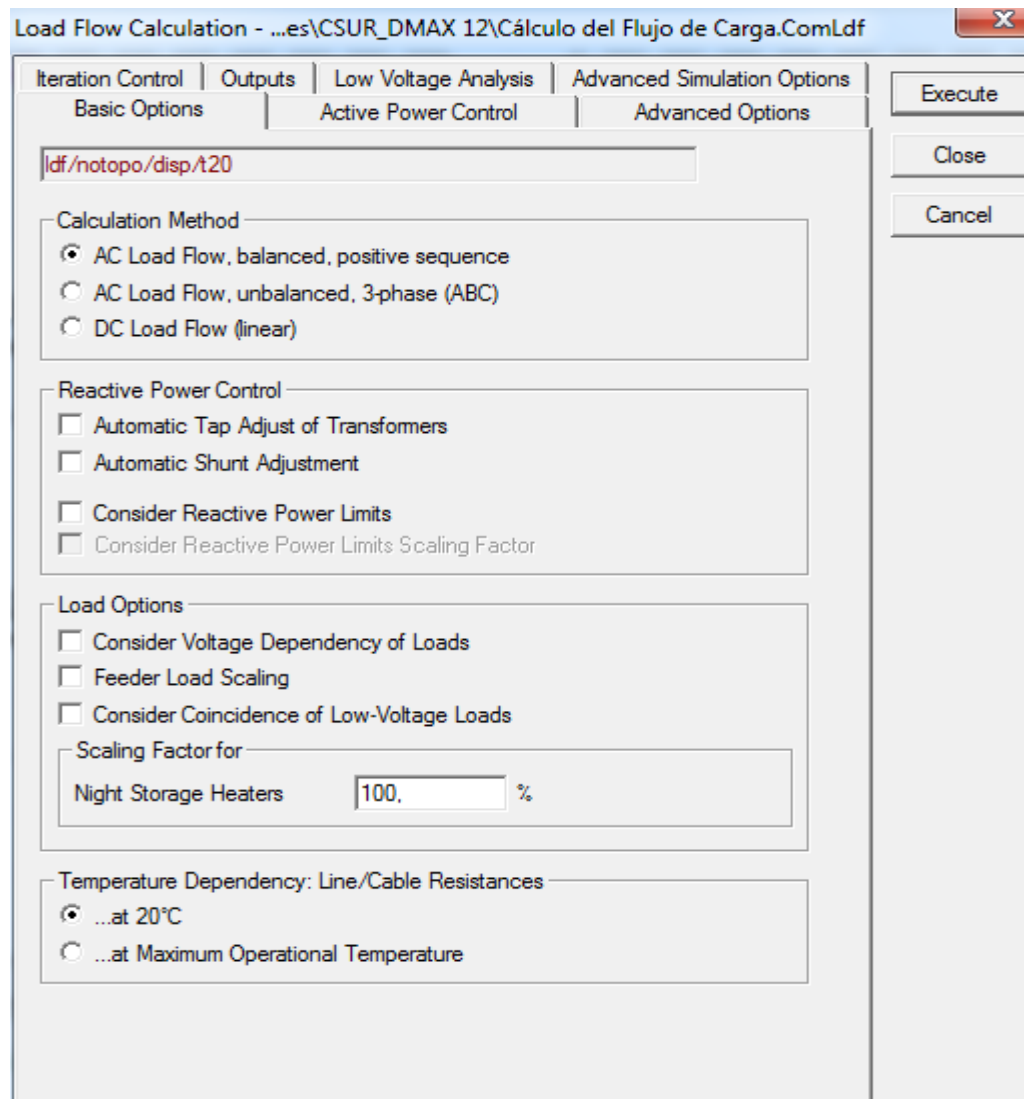 Load Flow Calculation - ...es\CSUR_DMAX 12\Cálculo del Flujo de Carga.ComLdf
Iteration Control Outputs Low Voltage Analysis Advanced Simulation Options
Basic Options Active Power Control Advanced Options
Execute
Close
Cancel
ldf/notopo/disp/t20
Calculation Method
AC Load Flow, balanced, positive sequence
AC Load Flow, unbalanced, 3-phase (ABC)
DC Load Flow (linear)
Reactive Power Control
Automatic Tap Adjust of Transformers
Automatic Shunt Adjustment
Consider Reactive Power Limits
Consider Reactive Power Limits Scaling Factor
Load Options
Consider Voltage Dependency of Loads
Feeder Load Scaling
Consider Coincidence of Low-Voltage Loads
Scaling Factor for
Night Storage Heaters 100, %
Temperature Dependency: Line/Cable Resistances
...at 20°C
...at Maximum Operational Temperature